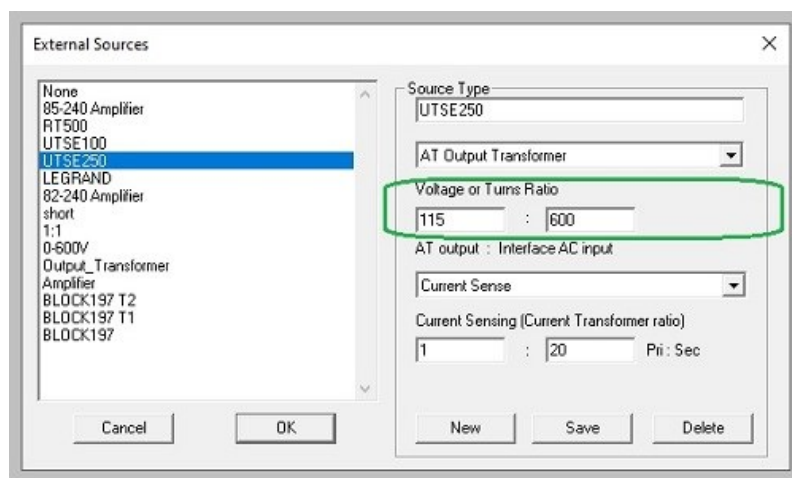 External Sources
None
85-240 Amplifier
RT500
UTSE100
UTSE250
LEGRAND
82-240 Amplifier
short
1:1
0-600V
Output_Transformer
Amplifier
BLOCK197 T2
BLOCK197 T1
BLOCK197
Cancel
OK
Source Type
UTSE250
AT Output Transformer
Voltage or Turns Ratio
115 : 600
AT output : Interface AC input
Current Sense
Current Sensing (Current Transformer ratio)
1 : 20 Pri : Sec
New
Save
Delete